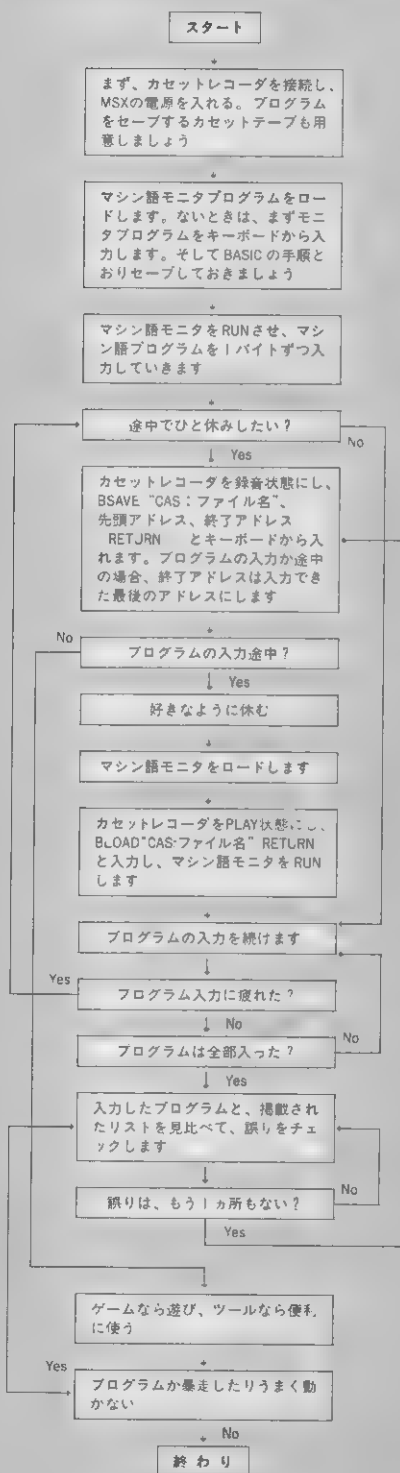 スタート
まず、カセットレコーダを接続し、
MSXの電源を入れる。プログラム
をセーブするカセットテープも用
意しましょう
マシン語モニタプログラムをロー
ドします。ないときは、まずモニ
タプログラムをキーボードから入
力します。そしてBASICの手順と
おりセーブしておきましょう
マシン語モニタをRUNさせ、マシ
ン語プログラムを1バイトずつ入
力していきます
途中でひと休みしたい?
No
Yes
カセットレコーダを録音状態にし、
BSAVE "CAS:ファイル名",
先頭アドレス、終了アドレス
RETURN とキーボードから入
れます。プログラムの入力が途中
の場合、終了アドレスは入力でき
た最後のアドレスにします
No
プログラムの入力途中?
Yes
好きなように休む
マシン語モニタをロードします
カセットレコーダをPLAY状態にし、
BLOAD"CAS:ファイル名" RETURN
と入力し、マシン語モニタをRUN
します
プログラムの入力を続けます
Yes
プログラム入力に疲れた?
No
プログラムは全部入った?
No
Yes
入力したプログラムと、掲載され
たリストを見比べて、誤りをチェ
ックします
誤りは、もう1ヵ所もない?
No
Yes
ゲームなら遊び、ツールなら便利
に使う
Yes
プログラムが暴走したりうまく動
かない
No
終わり